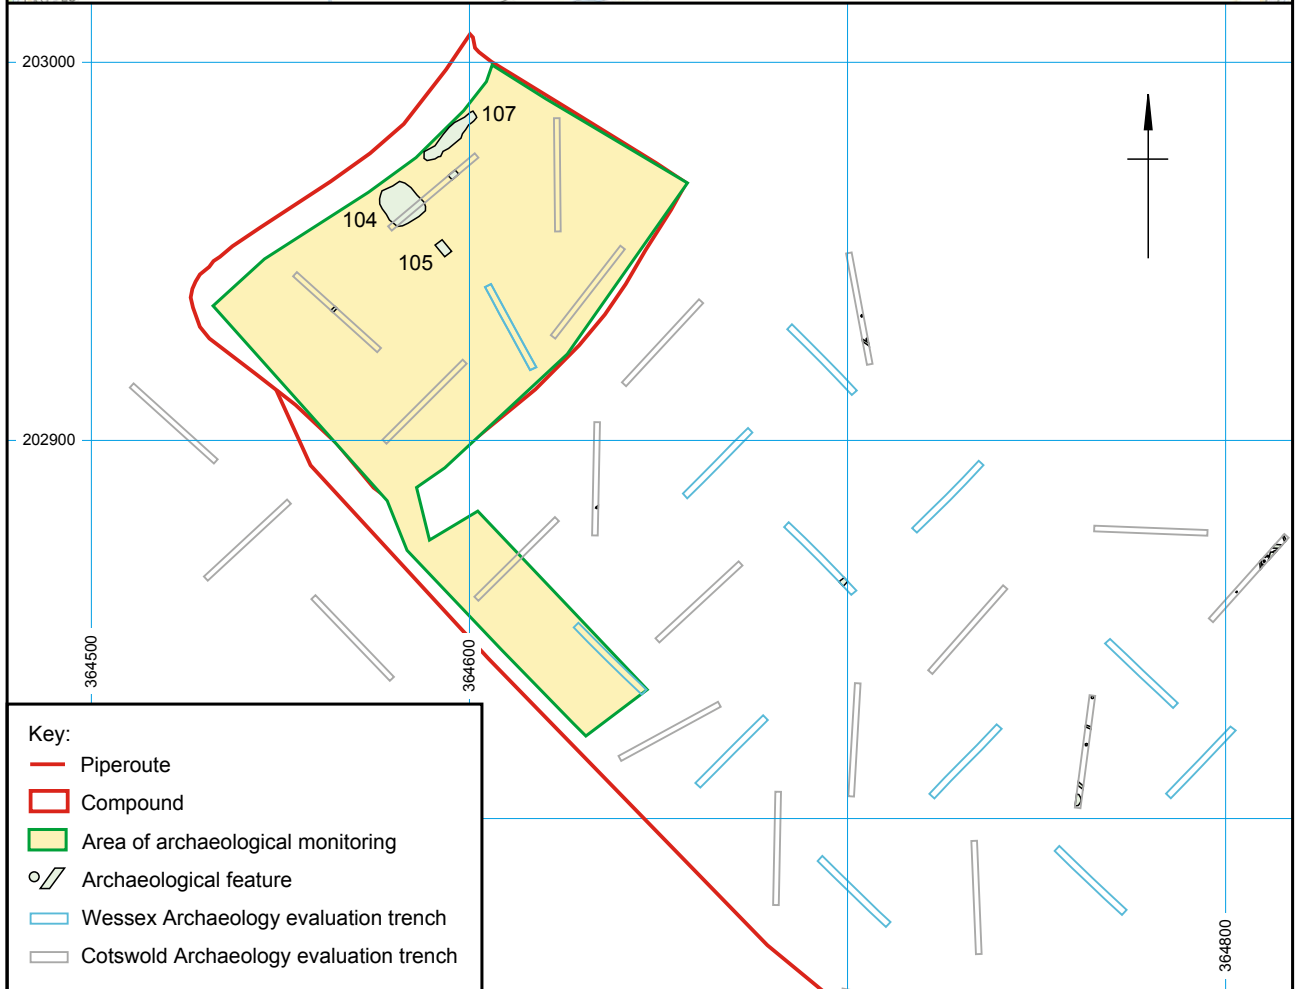 203000
107
104
105
202900
364500
364600
364800
Key:
Piperoute
Compound
Area of archaeological monitoring
Archaeological feature
Wessex Archaeology evaluation trench
Cotswold Archaeology evaluation trench